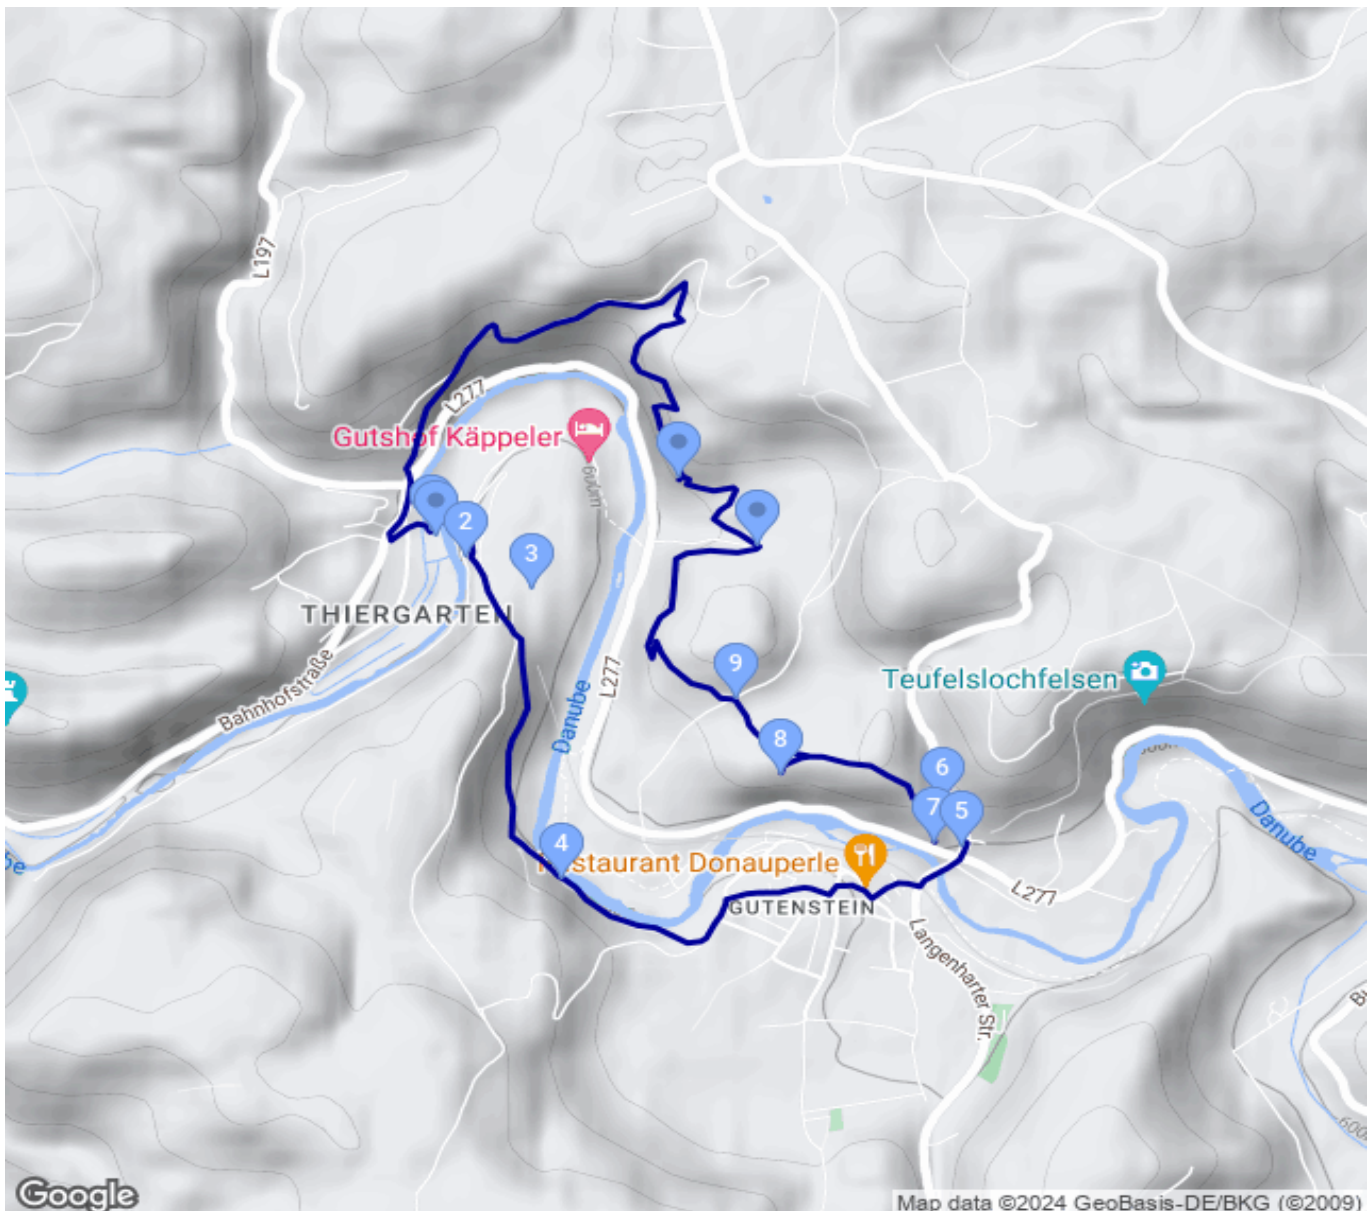 L197
L277
Gutshof Käppeler
600m
2
3
THIERGARTEN
L277
Danube
Bahnhofstraße
9
Teufelslochfelsen
8
6
7
5
4
Danube
Restaurant Donauperle
L277
GUTENSTEIN
Langenharter Str.
Google
Map data ©2024 GeoBasis-DE/BKG (©2009)